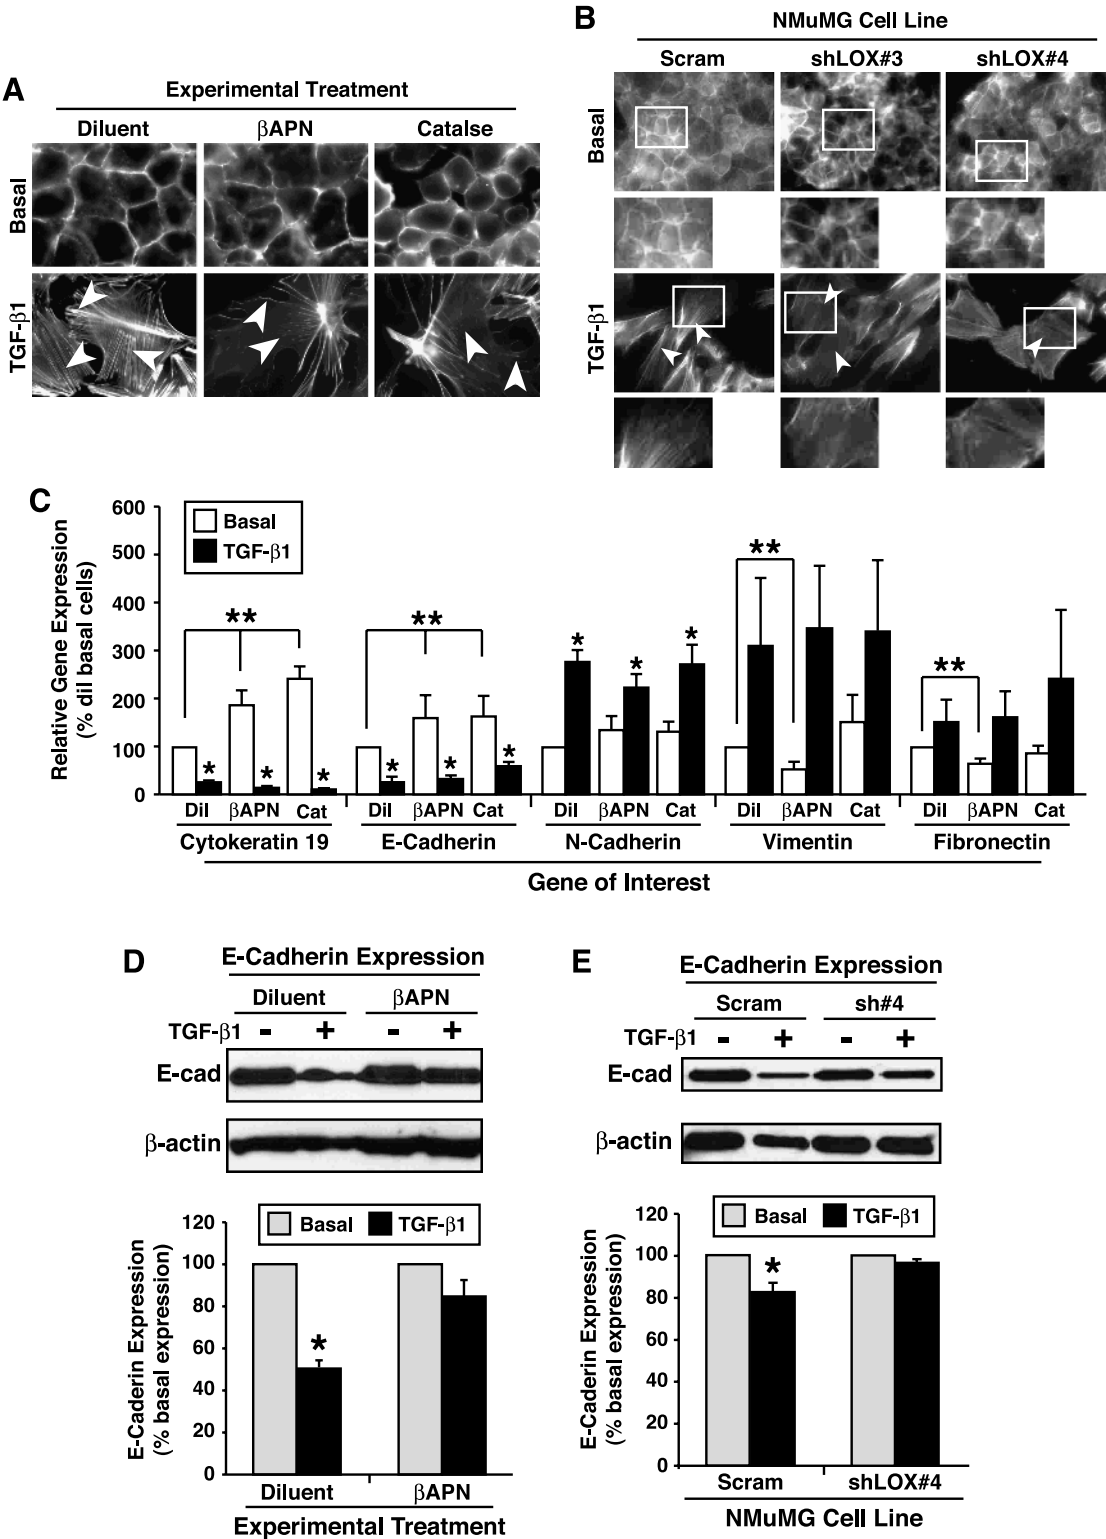 A
Experimental Treatment
Diluent βAPN Catalse
Basal
TGF-β1
B
NMuMG Cell Line
Scram shLOX#3 shLOX#4
Basal
TGF-β1
C
Relative Gene Expression
(% dil basal cells)
600
500
400
300
200
100
0
Basal
TGF-β1
** ** ** **
* * * * * * * * *
Dil βAPN Cat Dil βAPN Cat Dil βAPN Cat Dil βAPN Cat Dil βAPN Cat
Cytokeratin 19 E-Cadherin N-Cadherin Vimentin Fibronectin
Gene of Interest
D
E-Cadherin Expression
Diluent βAPN
TGF-β1 - + - +
E-cad
β-actin
E-Caderin Expression
(% basal expression)
120
100
80
60
40
20
0
Basal TGF-β1
*
Diluent βAPN
Experimental Treatment
E
E-Cadherin Expression
Scram sh#4
TGF-β1 - + - +
E-cad
β-actin
E-Caderin Expression
(% basal expression)
120
100
80
60
40
20
0
Basal TGF-β1
*
Scram shLOX#4
NMuMG Cell Line